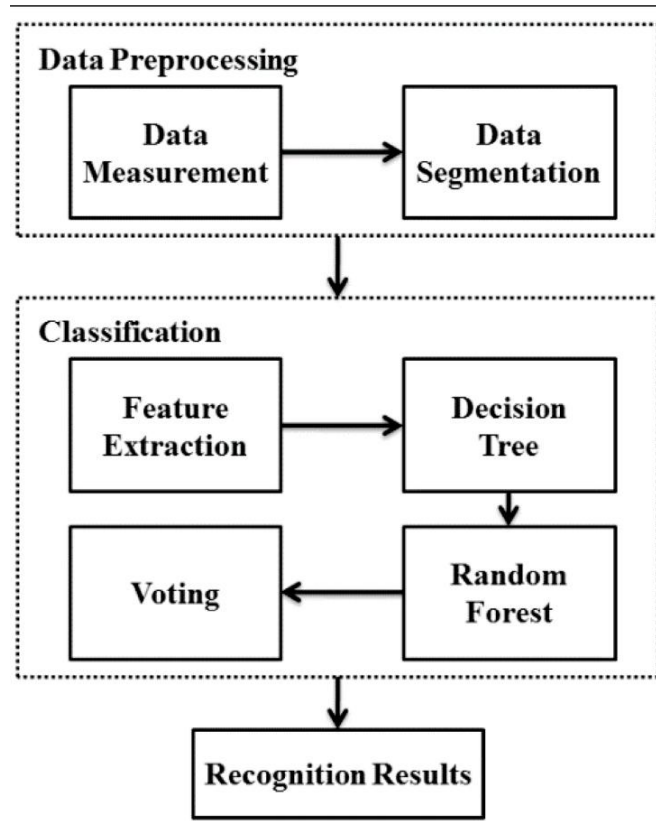 Data Preprocessing
Data
Measurement
Data
Segmentation
Classification
Feature
Extraction
Decision
Tree
Voting
Random
Forest
Recognition Results